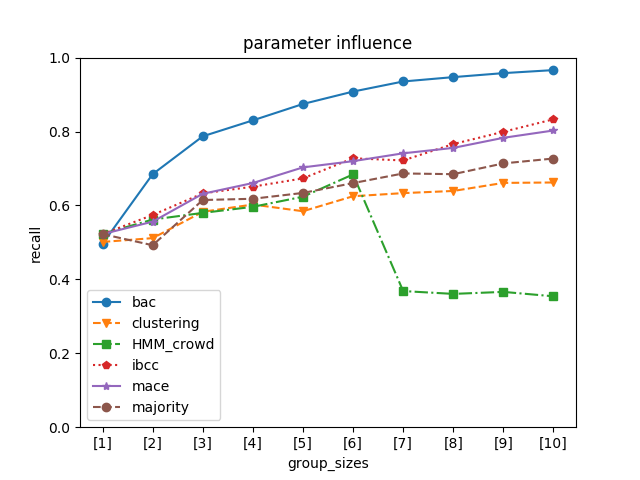 parameter influence
1.0
0.8
0.6
0.4
0.2
0.0
recall
bac
clustering
HMM_crowd
ibcc
mace
majority
[1] [2] [3] [4] [5] [6] [7] [8] [9] [10]
group_sizes